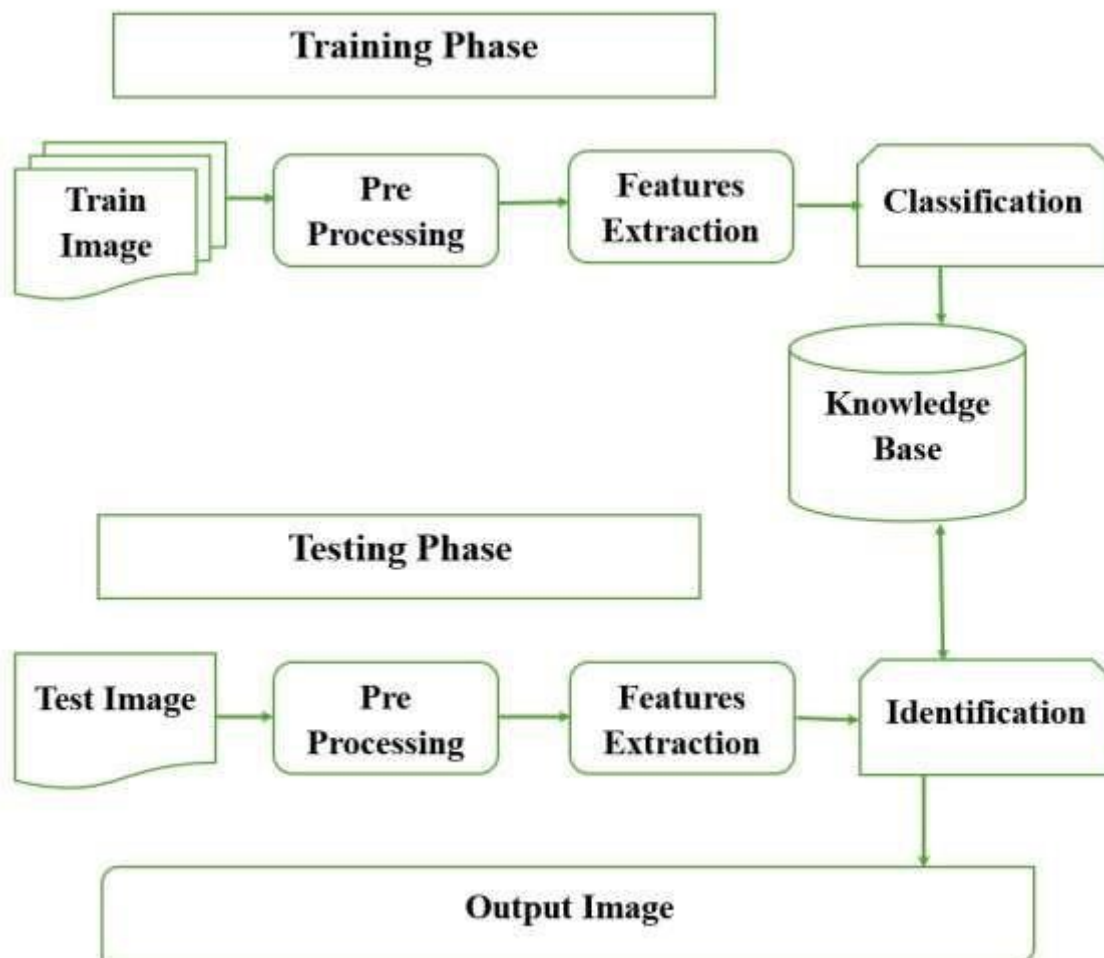 Training Phase
Train
Image
Pre
Processing
Features
Extraction
Classification
Knowledge
Base
Testing Phase
Test Image
Pre
Processing
Features
Extraction
Identification
Output Image